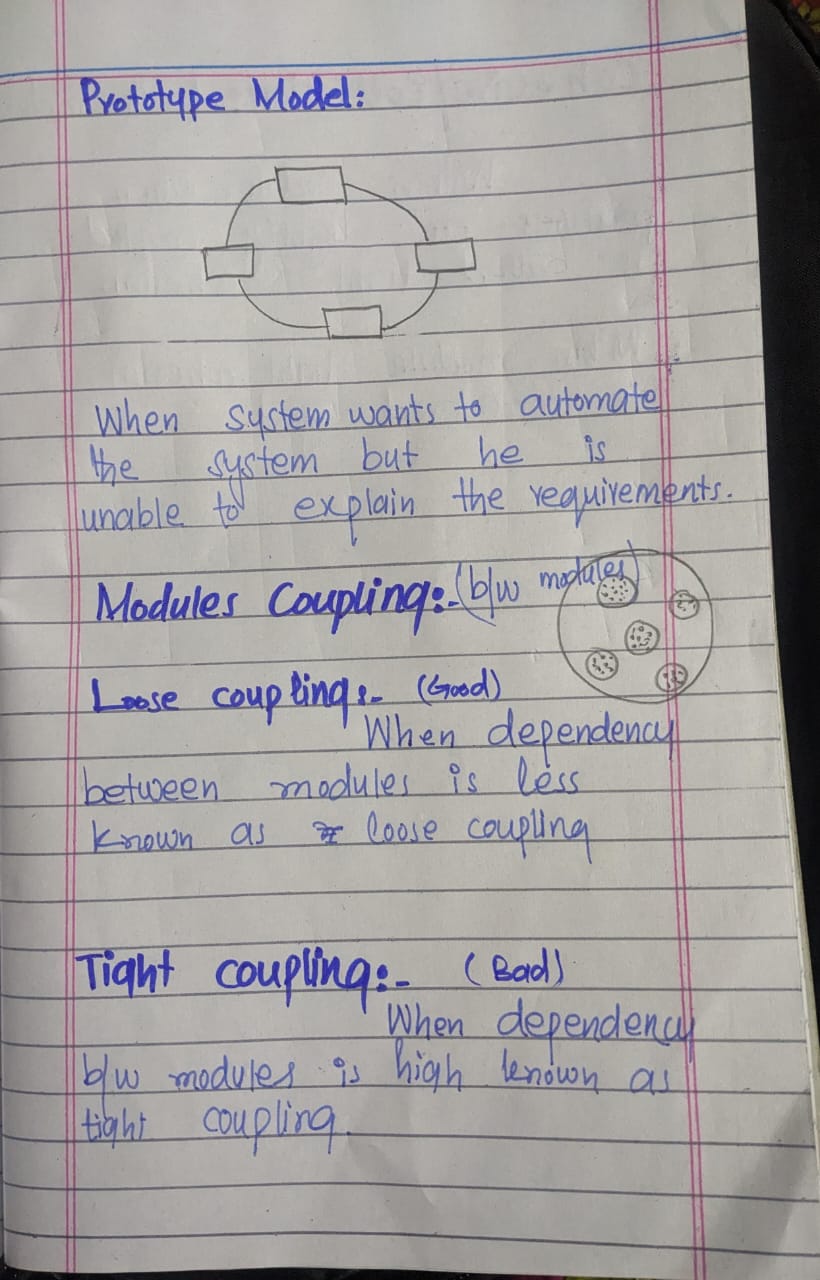 Prototype Model:
When system wants to automate
the system but he is
unable to explain the requirements.
Modules Coupling:- (b/w modules)
Loose coupling:- (Good)
When dependency
between modules is less
known as loose coupling
Tight coupling:- (Bad)
When dependency
b/w modules is high known as
tight coupling.